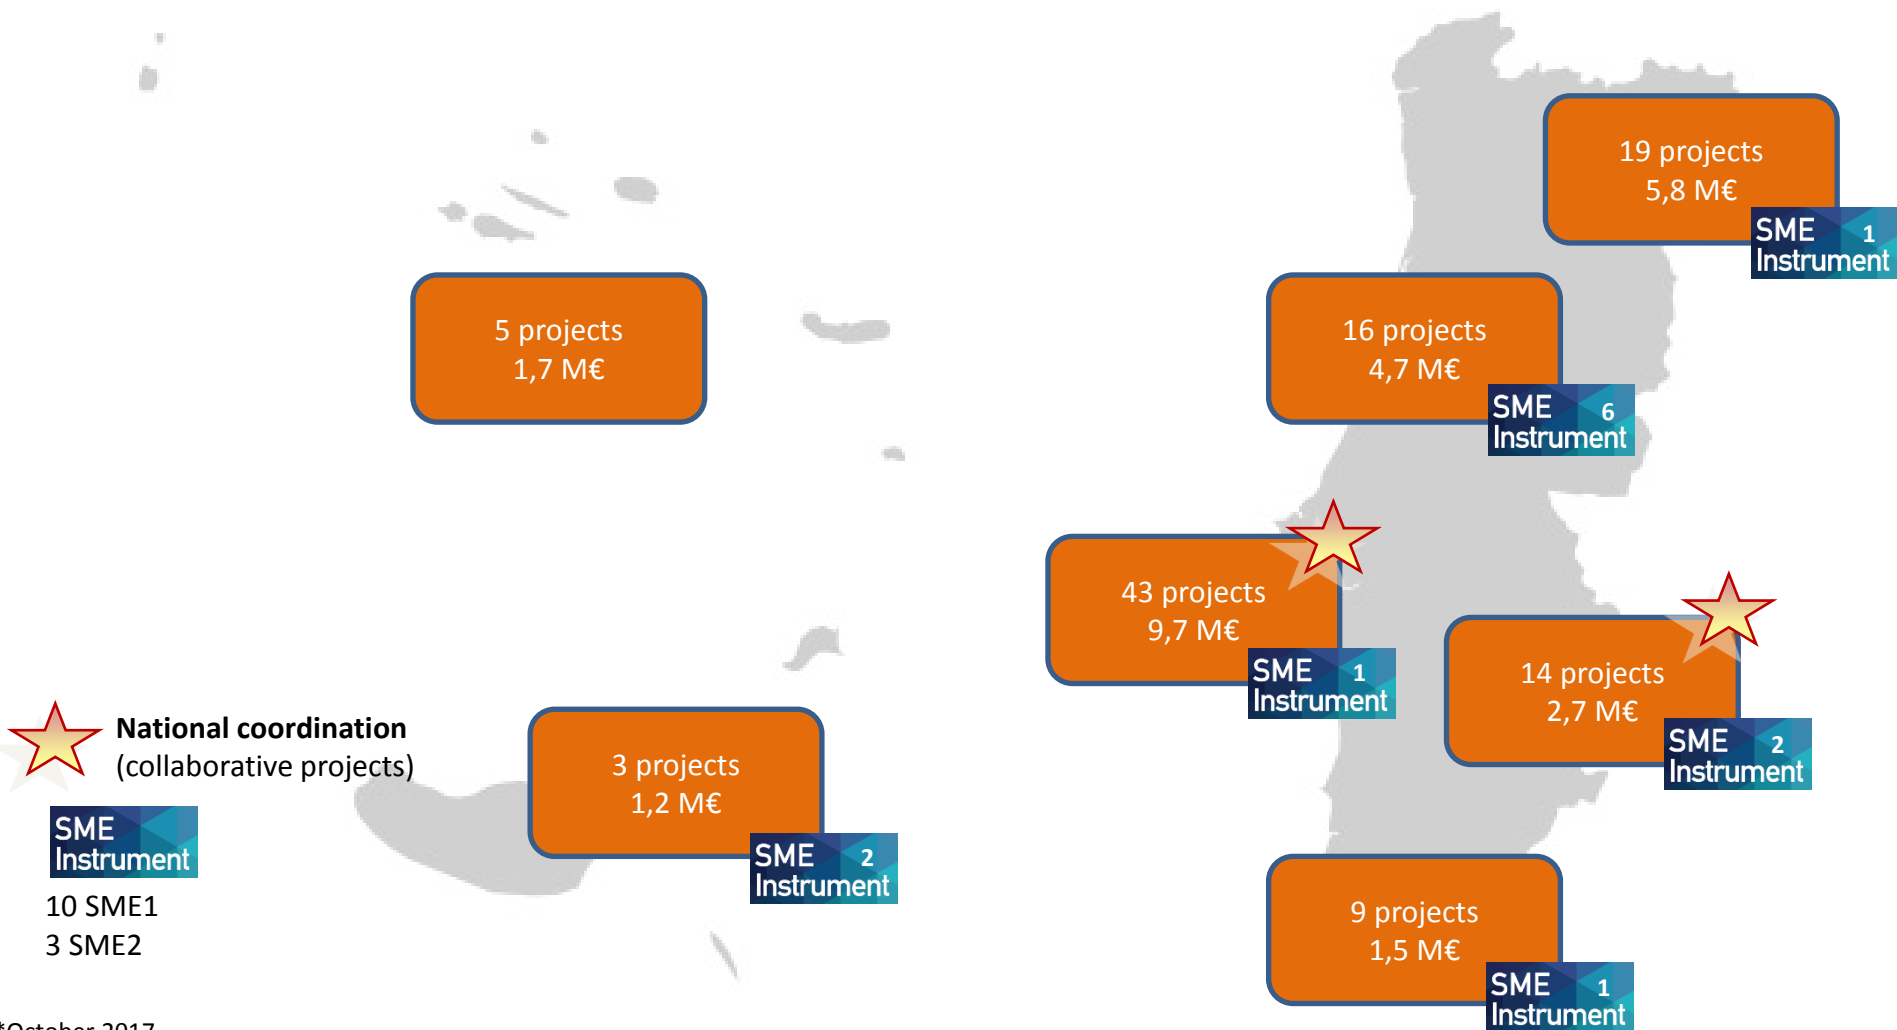 19 projects
5,8 M€
SME 1
Instrument
5 projects
1,7 M€
16 projects
4,7 M€
SME 6
Instrument
43 projects
9,7 M€
SME 1
Instrument
14 projects
2,7 M€
SME 2
Instrument
National coordination
(collaborative projects)
SME
Instrument
10 SME1
3 SME2
3 projects
1,2 M€
SME 2
Instrument
9 projects
1,5 M€
SME 1
Instrument
*October 2017